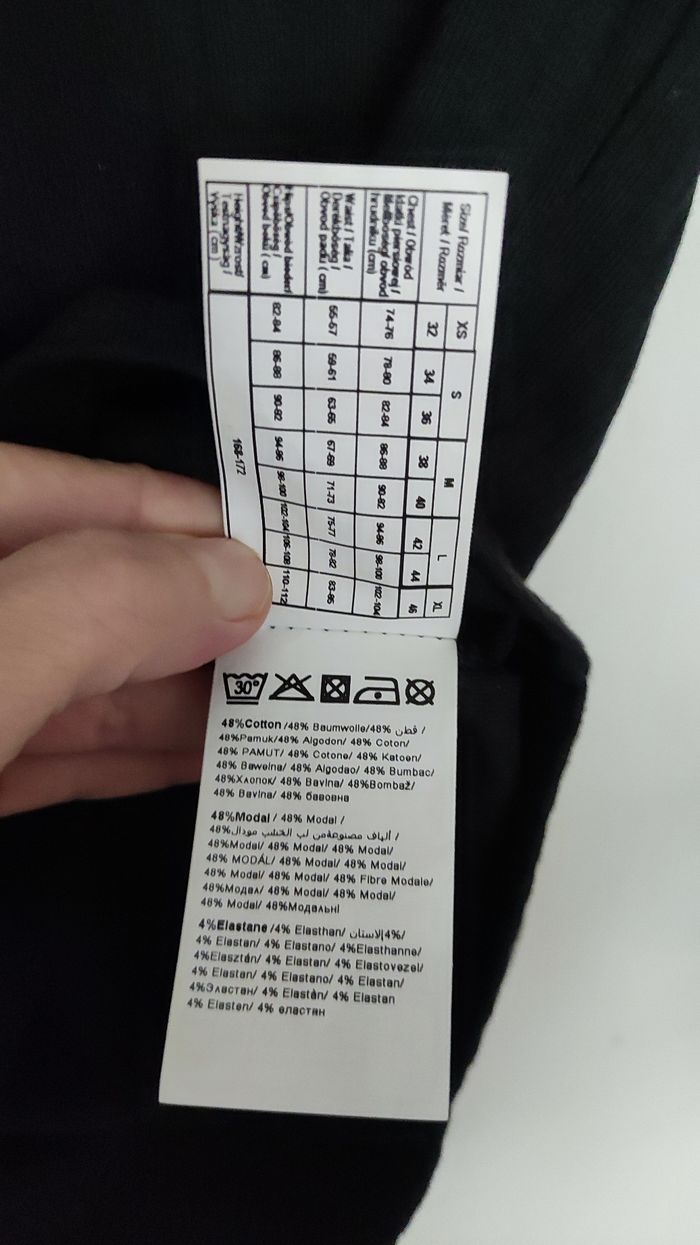 Size/ Rozmiar /
Méret / Rozměr
XS S M L XL
32 34 36 38 40 42 44 46
Chest / Obwód
klatki piersiowej /
Mellbőségi obvod
hrudníku (cm)
74-76 78-80 82-84 86-88 90-92 94-96 98-100 102-104
Waist / Talia /
Derékbőség /
Obvod pasu (cm)
55-57 59-61 63-65 67-69 71-73 75-77 79-82 83-85
Hips/Obwód bioder/
Csípőbőség /
Obvod boků (cm)
82-84 86-88 90-92 94-96 98-100 102-104 106-108 110-112
Height/Wzrost/
Testmagyság /
Výška (cm)
168-172
30°
48%Cotton /48% Baumwolle/48% قطن /
48%Pamuk/48% Algodon/ 48% Coton/
48% PAMUT/ 48% Cotone/ 48% Katoen/
48% Bawelna/ 48% Algodao/ 48% Bumbac/
48%Хлопок/ 48% Bavlna/ 48%Bombaž/
48% Bavlna/ 48% бавовна
48%Modal / 48% Modal /
48%ألياف مصنوعة من لب الخشب مودال /
48%Modal/ 48% Modal/ 48% Modal/
48% MODÁL/ 48% Modal/ 48% Modal/
48% Modal/ 48% Modal/ 48% Fibre Modale/
48%Модал/ 48% Modal/ 48% Modal/
48% Modal/ 48%Модальні
4%Elastane /4% Elasthan/ الاستان4%/
4% Elastan/ 4% Elastano/ 4%Elasthanne/
4%Elasztán/ 4% Elastan/ 4% Elastovezel/
4% Elastan/ 4% Elastano/ 4% Elastan/
4%Эластан/ 4% Elastàn/ 4% Elastan
4% Elasten/ 4% еластян